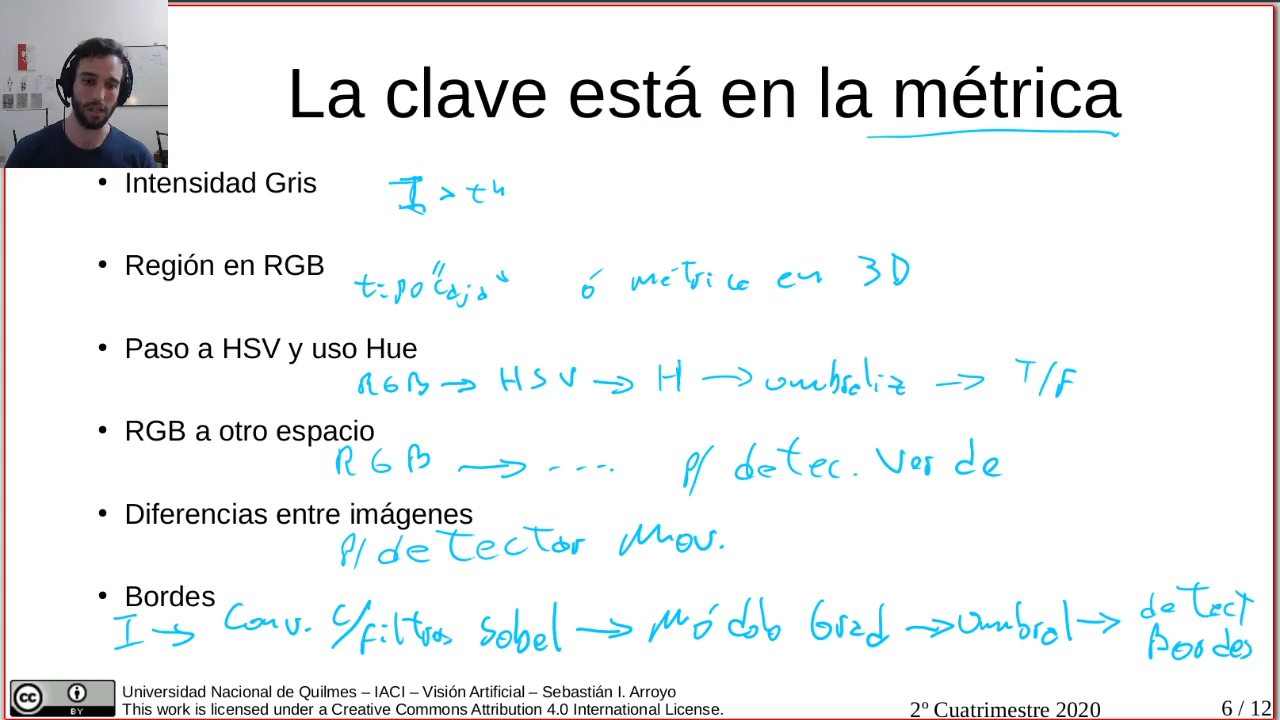 La clave está en la métrica
• Intensidad Gris
I > th
• Región en RGB
tipo "caja" ó métrica en 3D
• Paso a HSV y uso Hue
RGB → HSV → H → umbraliz → T/F
• RGB a otro espacio
RGB → .... p/ detec. verde
• Diferencias entre imágenes
p/ detector mov.
• Bordes
I → Conv. c/filtros Sobel → Módulo Grad → Umbral → detect
Bordes
cc BY
Universidad Nacional de Quilmes – IACI – Visión Artificial – Sebastián I. Arroyo
This work is licensed under a Creative Commons Attribution 4.0 International License.
2º Cuatrimestre 2020
6 / 12